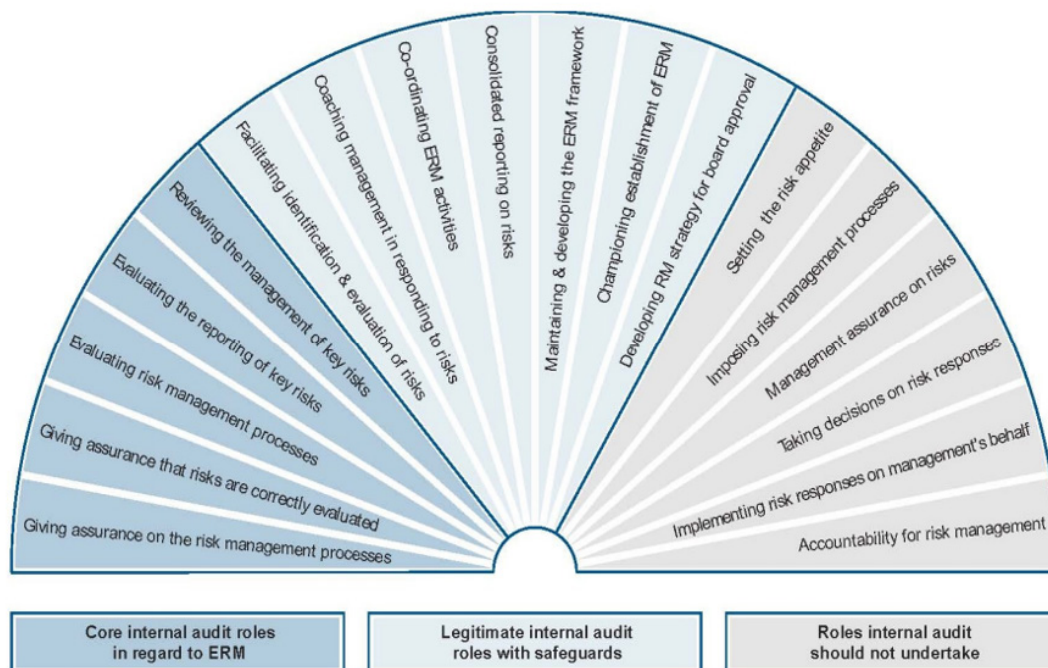 Giving assurance on the risk management processes
Giving assurance that risks are correctly evaluated
Evaluating risk management processes
Evaluating the reporting of key risks
Reviewing the management of key risks
Facilitating identification & evaluation of risks
Coaching management in responding to risks
Co-ordinating ERM activities
Consolidated reporting on risks
Maintaining & developing the ERM framework
Championing establishment of ERM
Developing RM strategy for board approval
Setting the risk appetite
Imposing risk management processes
Management assurance on risks
Taking decisions on risk responses
Implementing risk responses on management's behalf
Accountability for risk management
Core internal audit roles
in regard to ERM
Legitimate internal audit
roles with safeguards
Roles internal audit
should not undertake